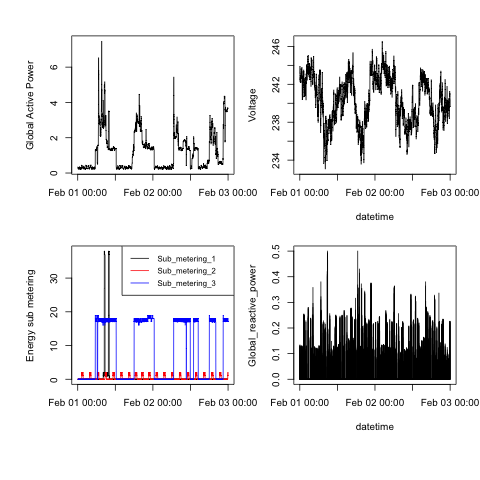 Global Active Power
0
2
4
6
Feb 01 00:00
Feb 02 00:00
Feb 03 00:00
Voltage
234
238
242
246
Feb 01 00:00
Feb 02 00:00
Feb 03 00:00
datetime
Energy sub metering
0
10
20
30
Sub_metering_1
Sub_metering_2
Sub_metering_3
Feb 01 00:00
Feb 02 00:00
Feb 03 00:00
Global_reactive_power
0.0
0.1
0.2
0.3
0.4
0.5
Feb 01 00:00
Feb 02 00:00
Feb 03 00:00
datetime